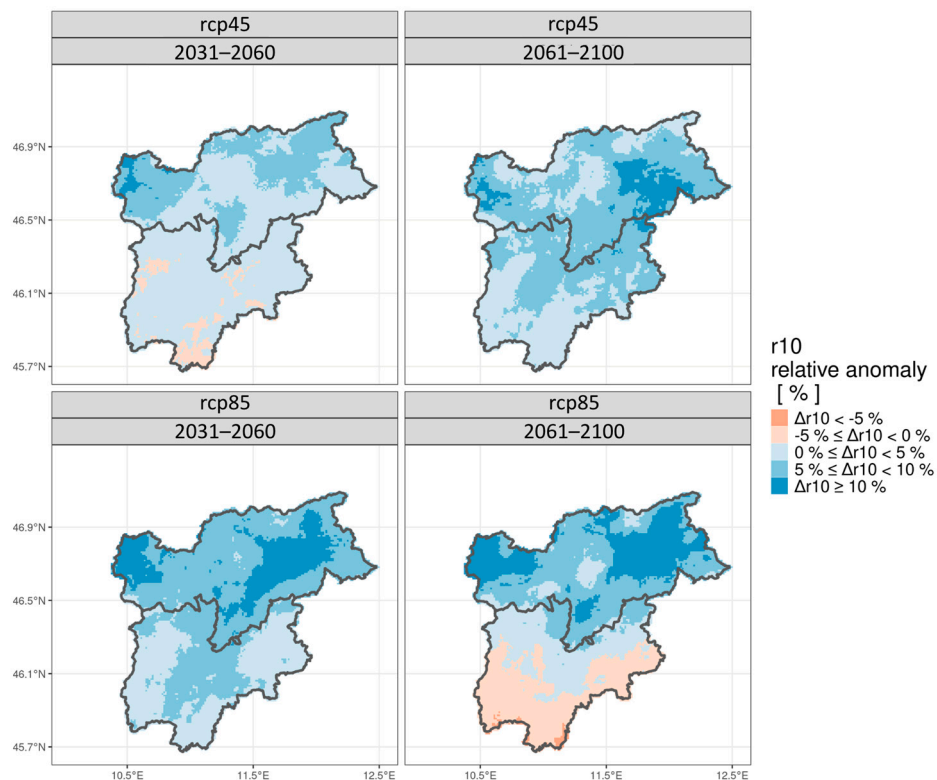 rcp45
rcp45
2031–2060
2061–2100
46.9°N
46.5°N
46.1°N
45.7°N
rcp85
rcp85
2031–2060
2061–2100
46.9°N
46.5°N
46.1°N
45.7°N
10.5°E
11.5°E
12.5°E
10.5°E
11.5°E
12.5°E
r10
relative anomaly
[ % ]
Δr10 < -5 %
-5 % ≤ Δr10 < 0 %
0 % ≤ Δr10 < 5 %
5 % ≤ Δr10 < 10 %
Δr10 ≥ 10 %